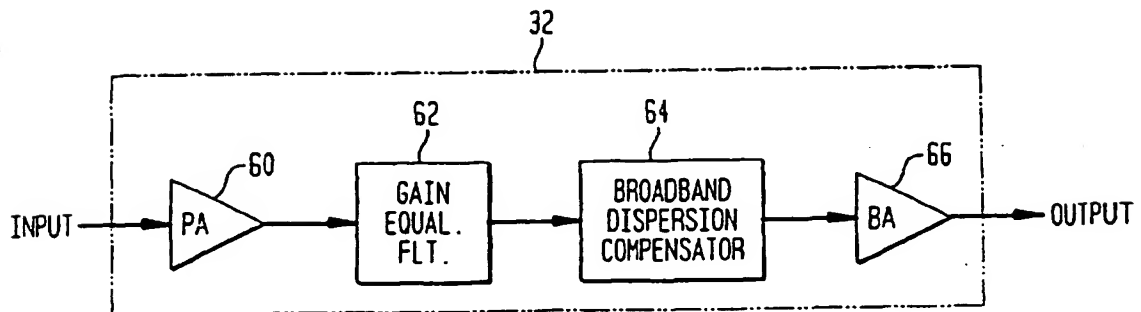 32
62
64
60
66
GAIN
EQUAL.
FLT.
BROADBAND
DISPERSION
COMPENSATOR
INPUT
PA
BA
OUTPUT